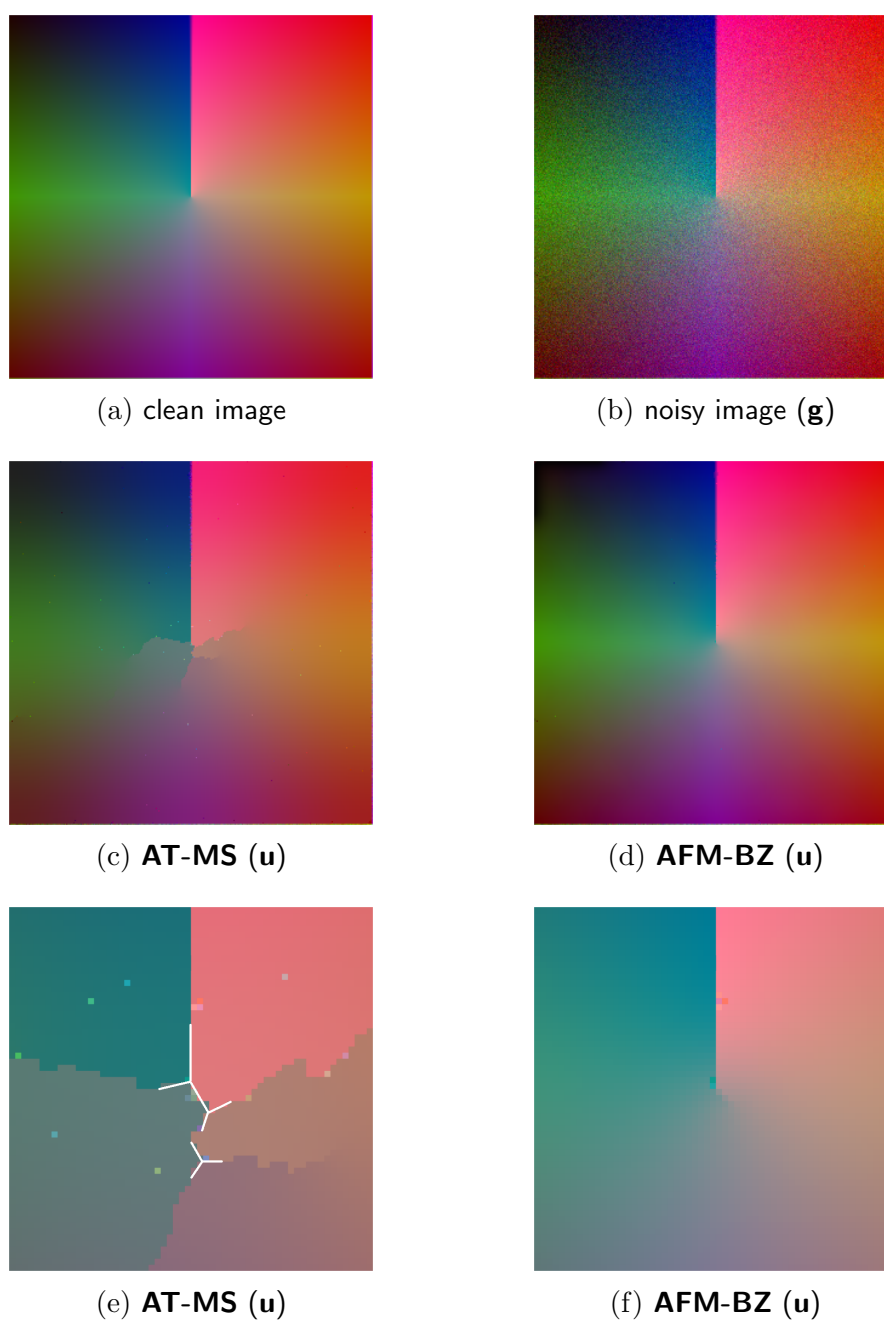 (a) clean image
(b) noisy image (g)
(c) AT-MS (u)
(d) AFM-BZ (u)
(e) AT-MS (u)
(f) AFM-BZ (u)